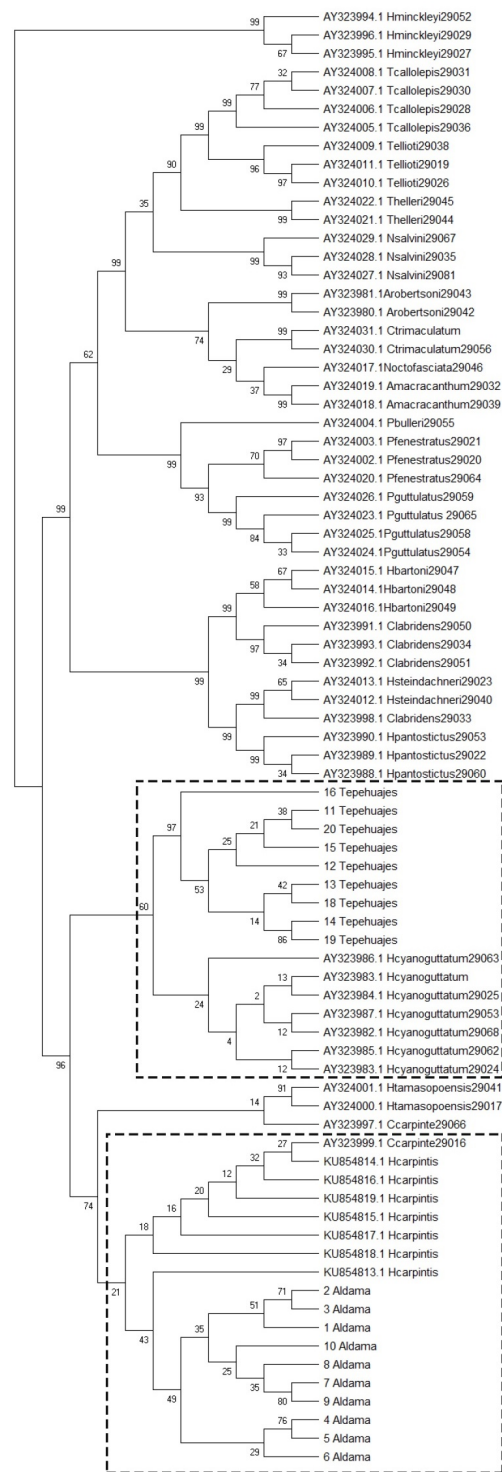 AY323994.1 Hminckleyi29052
99
AY323996.1 Hminckleyi29029
67
AY323995.1 Hminckleyi29027
AY324008.1 Tcallolepis29031
32
AY324007.1 Tcallolepis29030
77
AY324006.1 Tcallolepis29028
99
AY324005.1 Tcallolepis29036
99
AY324009.1 Tellioti29038
96
AY324011.1 Tellioti29019
97
AY324010.1 Tellioti29026
90
AY324022.1 Thelleri29045
99
AY324021.1 Thelleri29044
35
AY324029.1 Nsalvini29067
99
AY324028.1 Nsalvini29035
93
AY324027.1 Nsalvini29081
99
AY323981.1Arobertsoni29043
99
AY323980.1 Arobertsoni29042
74
AY324031.1 Ctrimaculatum
99
AY324030.1 Ctrimaculatum29056
29
AY324017.1Noctofasciata29046
37
AY324019.1 Amacracanthum29032
99
AY324018.1 Amacracanthum29039
62
AY324004.1 Pbulleri29055
99
AY324003.1 Pfenestratus29021
97
AY324002.1 Pfenestratus29020
70
AY324020.1 Pfenestratus29064
93
AY324026.1 Pguttulatus29059
99
AY324023.1 Pguttulatus 29065
84
AY324025.1Pguttulatus29058
33
AY324024.1Pguttulatus29054
99
AY324015.1 Hbartoni29047
67
AY324014.1Hbartoni29048
58
AY324016.1Hbartoni29049
99
AY323991.1 Clabridens29050
97
AY323993.1 Clabridens29034
34
AY323992.1 Clabridens29051
99
AY324013.1 Hsteindachneri29023
65
AY324012.1 Hsteindachneri29040
99
AY323998.1 Clabridens29033
99
AY323990.1 Hpantostictus29053
99
AY323989.1 Hpantostictus29022
34
AY323988.1 Hpantostictus29060
16 Tepehuajes
97
11 Tepehuajes
38
20 Tepehuajes
21
15 Tepehuajes
25
12 Tepehuajes
53
13 Tepehuajes
42
18 Tepehuajes
14
14 Tepehuajes
86
19 Tepehuajes
60
AY323986.1 Hcyanoguttatum29063
24
AY323983.1 Hcyanoguttatum
13
AY323984.1 Hcyanoguttatum29025
2
AY323987.1 Hcyanoguttatum29053
12
AY323982.1 Hcyanoguttatum29068
4
AY323985.1 Hcyanoguttatum29062
12
AY323983.1 Hcyanoguttatum29024
96
AY324001.1 Htamasopoensis29041
91
AY324000.1 Htamasopoensis29017
14
AY323997.1 Ccarpinte29066
74
AY323999.1 Ccarpinte29016
27
KU854814.1 Hcarpintis
32
KU854816.1 Hcarpintis
12
KU854819.1 Hcarpintis
20
KU854815.1 Hcarpintis
16
KU854817.1 Hcarpintis
18
KU854818.1 Hcarpintis
21
KU854813.1 Hcarpintis
43
2 Aldama
71
3 Aldama
51
1 Aldama
35
10 Aldama
25
8 Aldama
35
7 Aldama
80
9 Aldama
49
4 Aldama
76
5 Aldama
29
6 Aldama